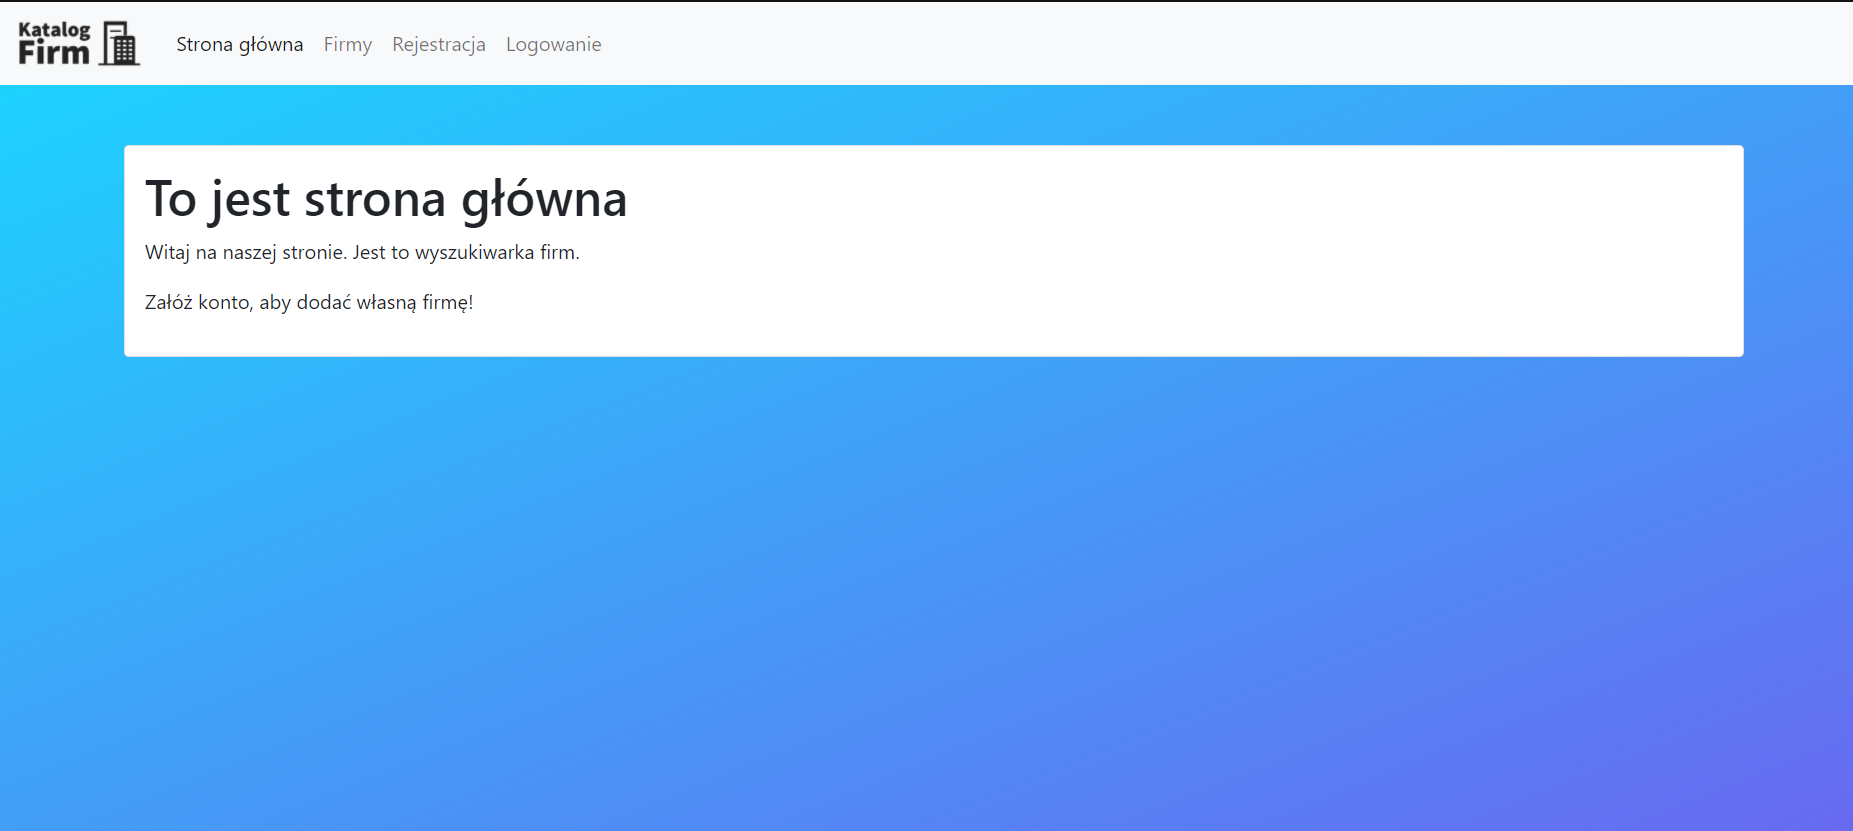 Katalog
Firm
Strona główna Firmy Rejestracja Logowanie
To jest strona główna
Witaj na naszej stronie. Jest to wyszukiwarka firm.
Załóż konto, aby dodać własną firmę!